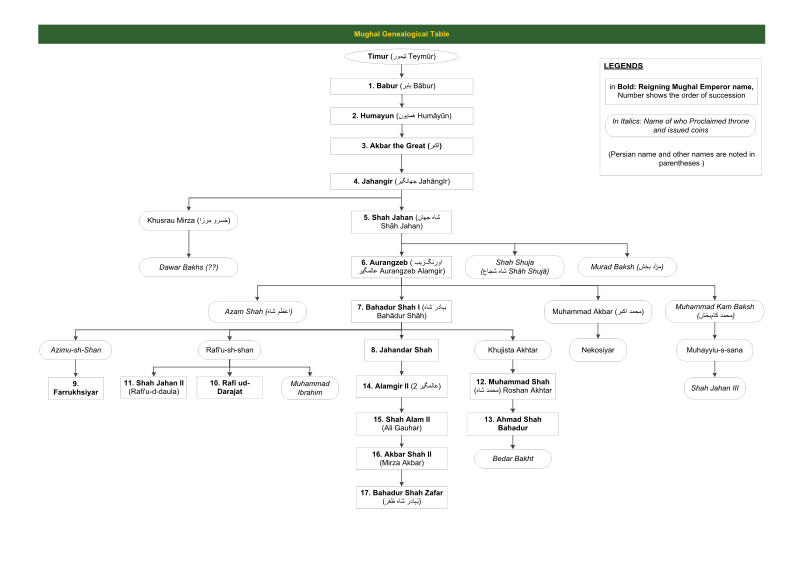 Mughal Genealogical Table
Timur (تیمور Teymûr)
LEGENDS
1. Babur (بابر Bābur)
in Bold: Reigning Mughal Emperor name,
Number shows the order of succession
2. Humayun (همایون Humāyūn)
In Italics: Name of who Proclaimed throne
and issued coins
3. Akbar the Great (اکبر)
(Persian name and other names are noted in
parentheses )
4. Jahangir (جهانگیر Jahāngīr)
Khusrau Mirza (خسرو مرزا)
5. Shah Jahan (شاه جهان
Shāh Jahan)
Dawar Bakhs (??)
6. Aurangzeb (اورنگ‌زیب
عالمگیر Aurangzeb Alamgir)
Shah Shuja
(شاه شجاع Shāh Shujā)
Murad Baksh (مراد بخش)
Azam Shah (اعظم شاه)
7. Bahadur Shah I (بہادر شاہ
Bahādur Shāh)
Muhammad Akbar (محمد اکبر)
Muhammad Kam Baksh
(محمد کام‌بخش)
Azimu-sh-Shan
Rafi'u-sh-shan
8. Jahandar Shah
Khujista Akhtar
Nekosiyar
Muhayyiu-s-sana
9.
Farrukhsiyar
11. Shah Jahan II
(Rafi'u-d-daula)
10. Rafi ud-
Darajat
Muhammad
Ibrahim
14. Alamgir II (عالمگیر 2)
12. Muhammad Shah
(محمد شاه) Roshan Akhtar
Shah Jahan III
15. Shah Alam II
(Ali Gauhar)
13. Ahmad Shah
Bahadur
16. Akbar Shah II
(Mirza Akbar)
Bedar Bakht
17. Bahadur Shah Zafar
(بہادر شاہ ظفر)